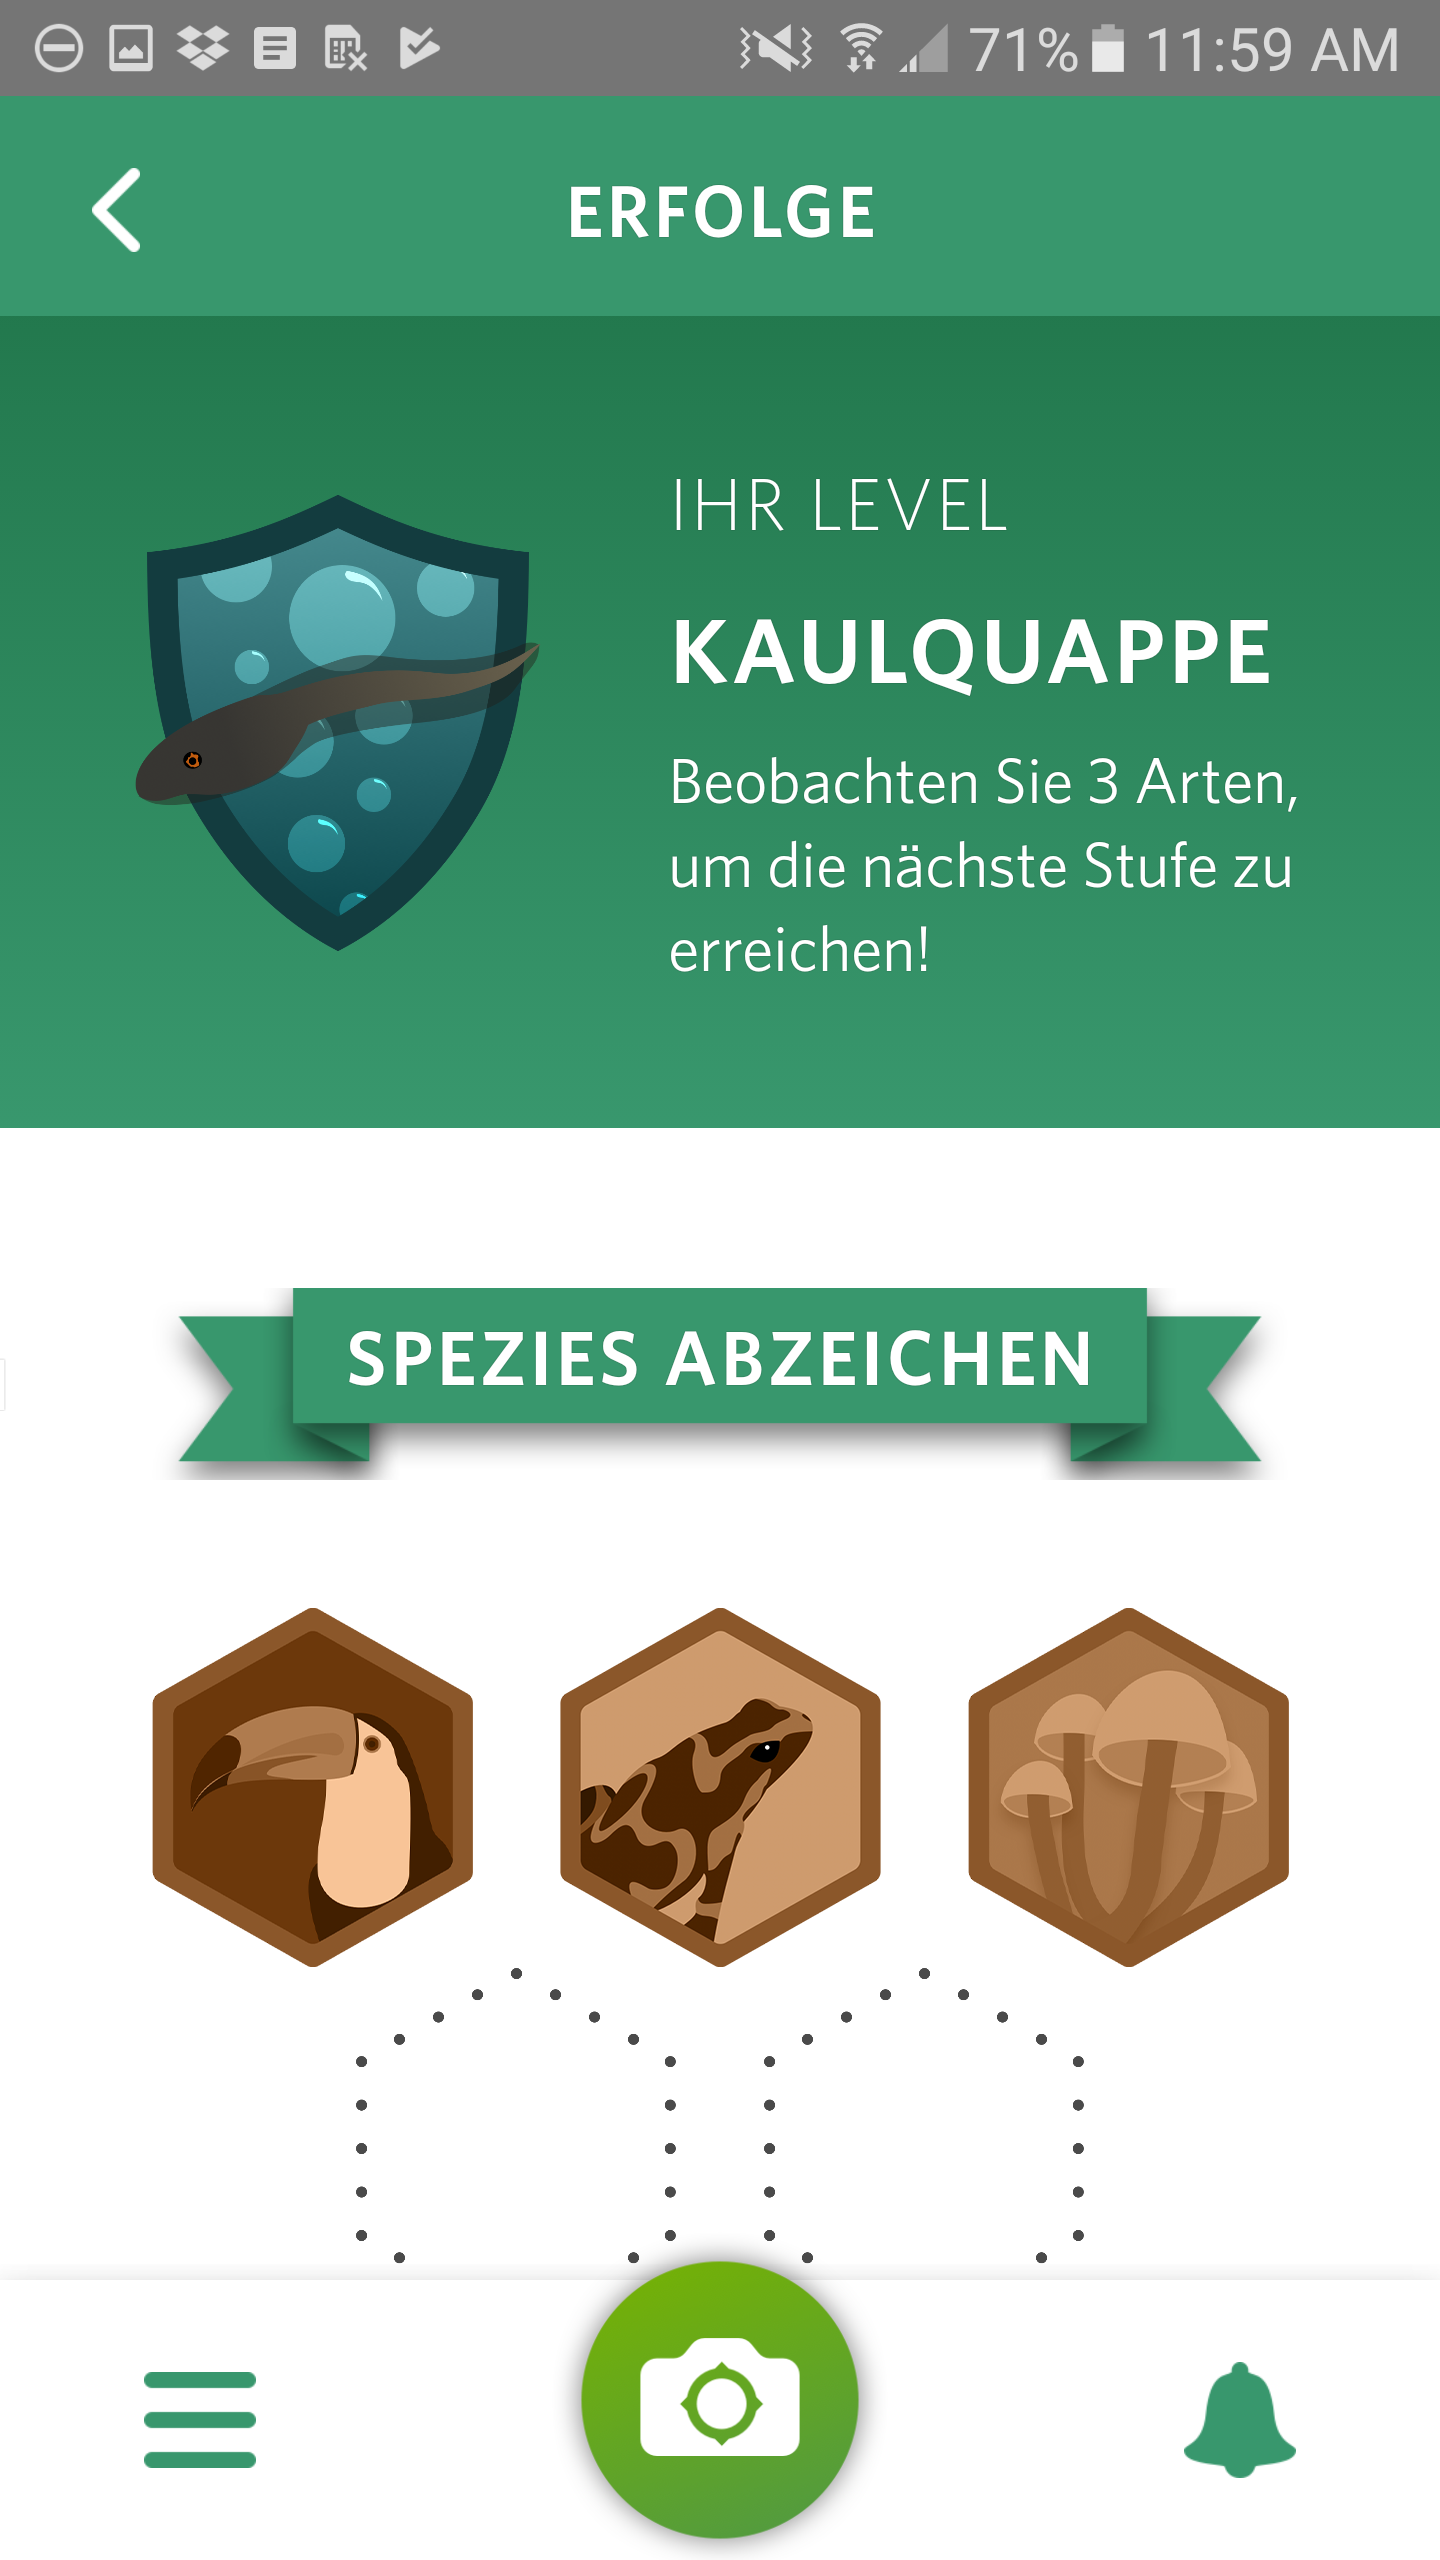 71% 11:59 AM
ERFOLGE
IHR LEVEL
KAULQUAPPE
Beobachten Sie 3 Arten,
um die nächste Stufe zu
erreichen!
SPEZIES ABZEICHEN